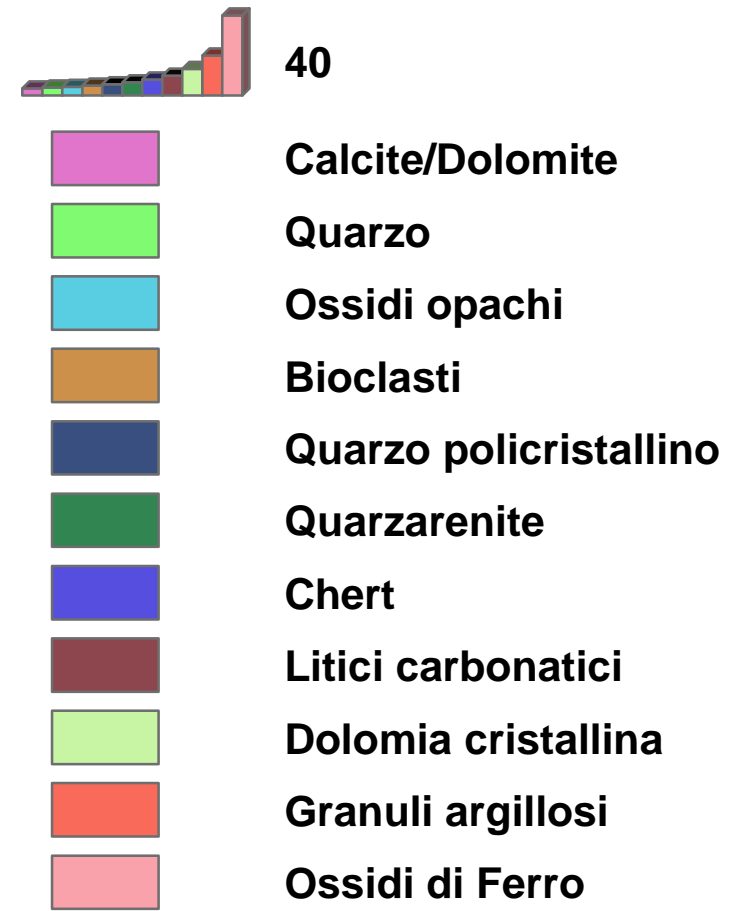 40
Calcite/Dolomite
Quarzo
Ossidi opachi
Bioclasti
Quarzo policristallino
Quarzarenite
Chert
Litici carbonatici
Dolomia cristallina
Granuli argillosi
Ossidi di Ferro